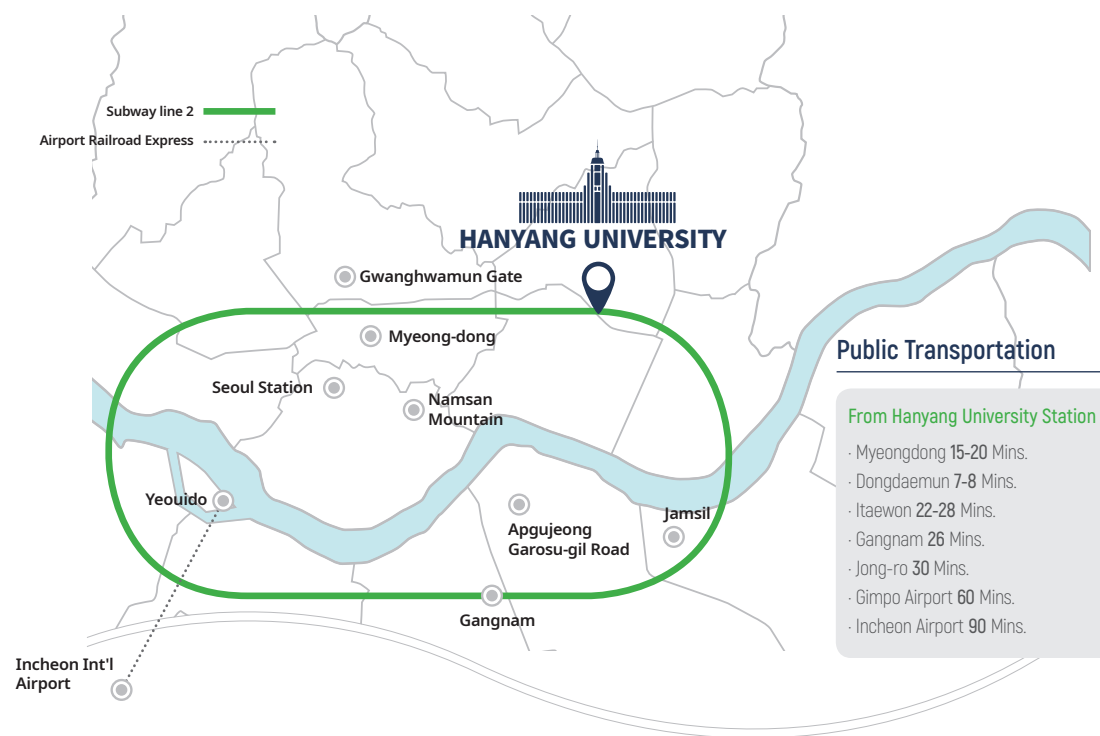 Subway line 2
Airport Railroad Express
HANYANG UNIVERSITY
Gwanghwamun Gate
Myeong-dong
Seoul Station
Namsan
Mountain
Yeouido
Apgujeong
Garosu-gil Road
Jamsil
Gangnam
Incheon Int'l
Airport
Public Transportation
From Hanyang University Station
· Myeongdong 15-20 Mins.
· Dongdaemun 7-8 Mins.
· Itaewon 22-28 Mins.
· Gangnam 26 Mins.
· Jong-ro 30 Mins.
· Gimpo Airport 60 Mins.
· Incheon Airport 90 Mins.